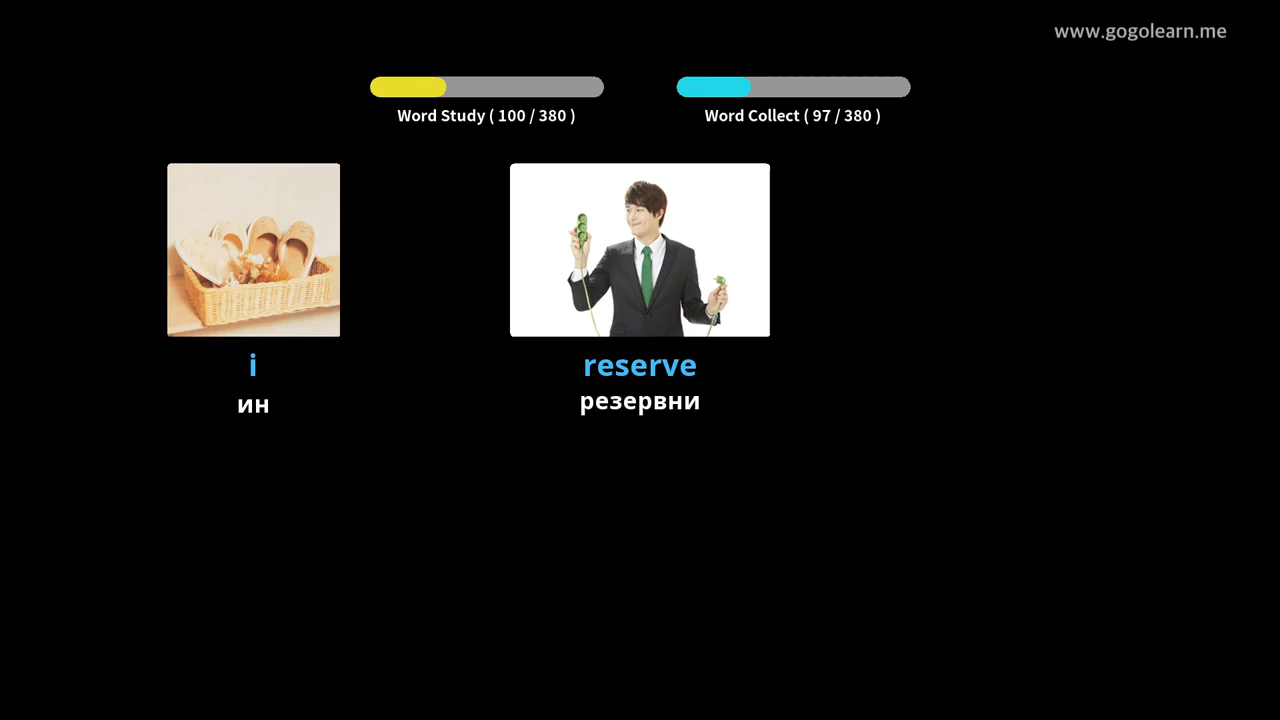 www.gogolearn.me
Word Study ( 100 / 380 )
Word Collect ( 97 / 380 )
i
ин
reserve
резервни